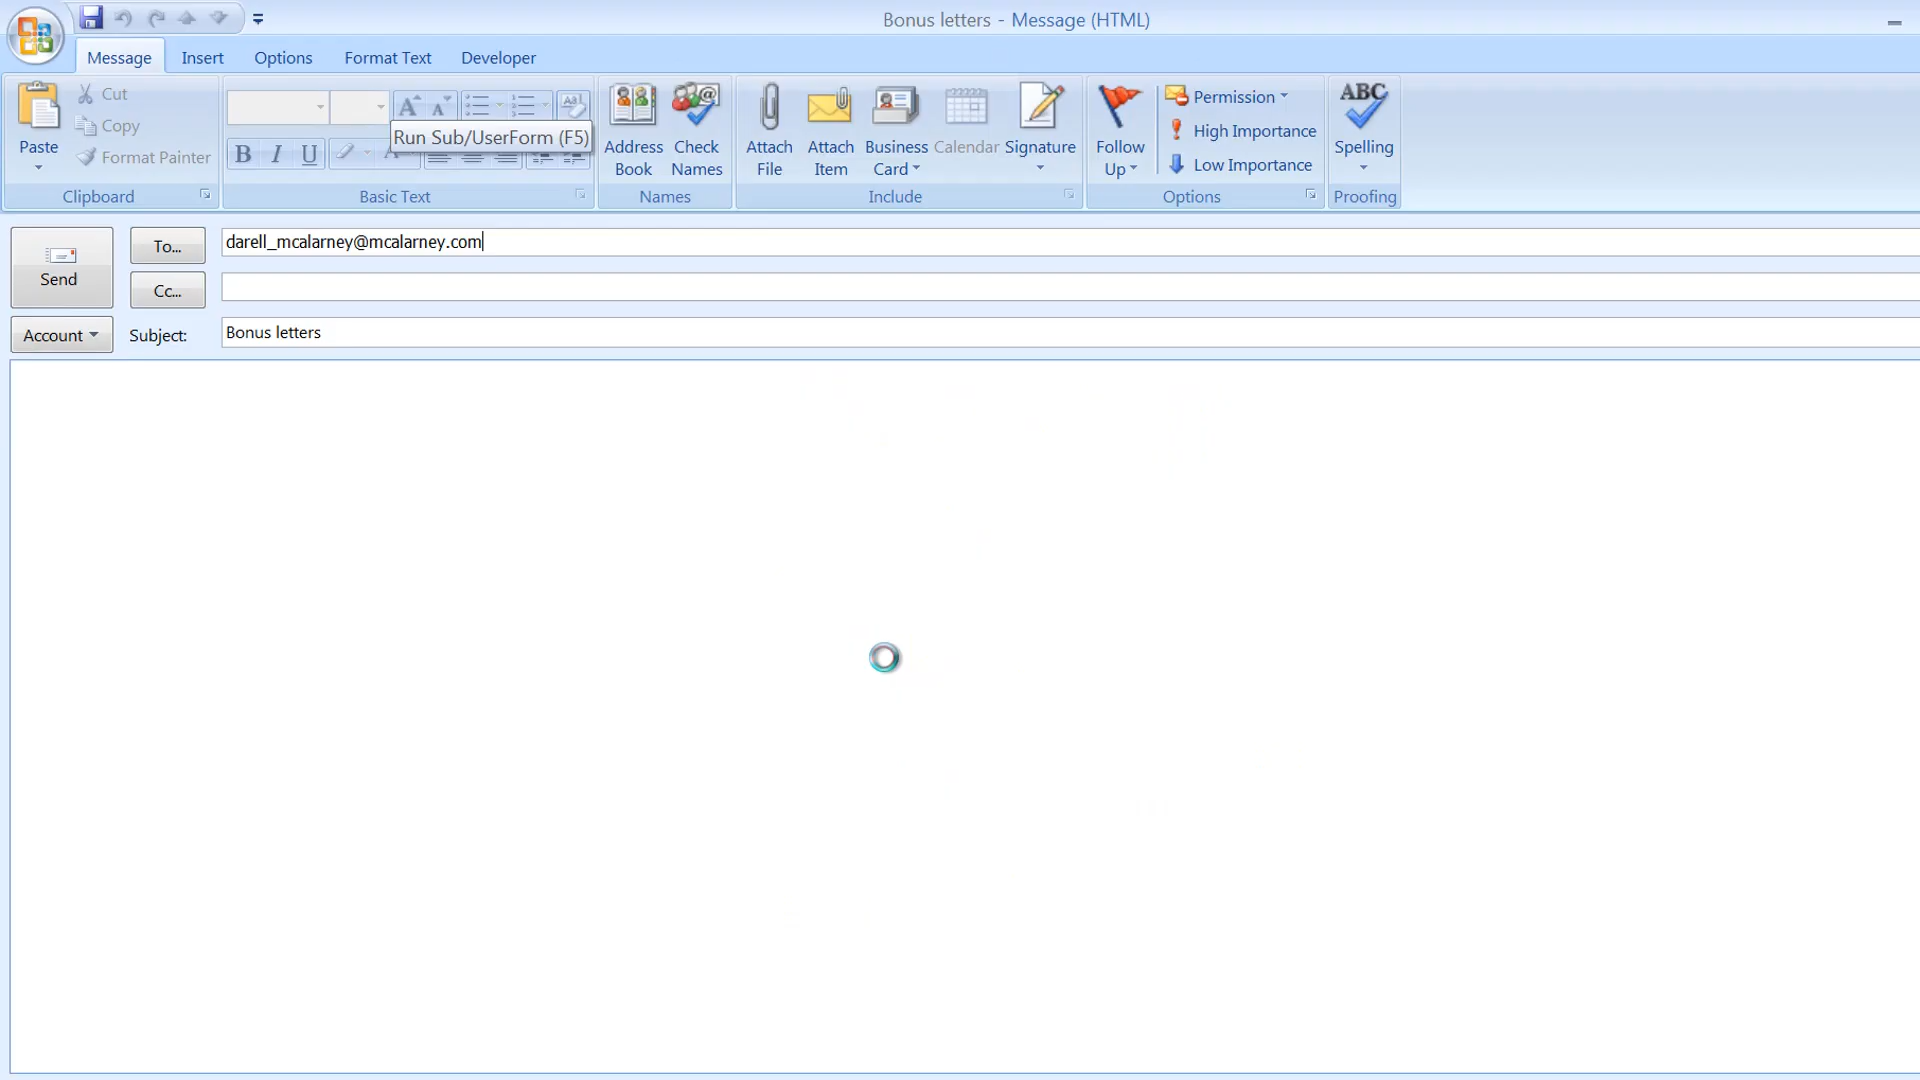 Bonus letters - Message (HTML)
Message Insert Options Format Text Developer
Paste
Cut
Copy
Format Painter
Clipboard
B I U
Run Sub/UserForm (F5)
Basic Text
Address Book
Check Names
Names
Attach File
Attach Item
Business Card
Calendar
Signature
Include
Follow Up
Permission
High Importance
Low Importance
Options
ABC
Spelling
Proofing
Send
To... darell_mcalarney@mcalarney.com
Cc...
Account
Subject: Bonus letters